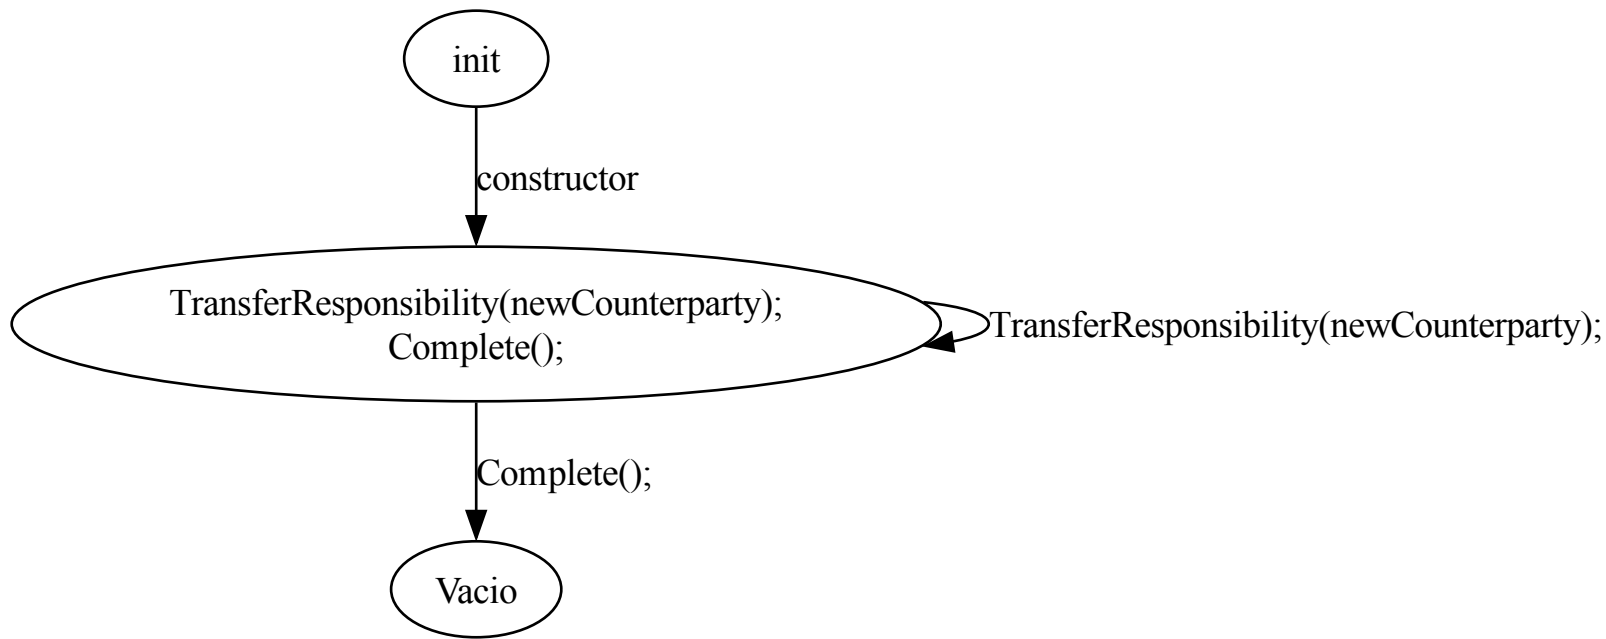 init
constructor
TransferResponsibility(newCounterparty);
Complete();
TransferResponsibility(newCounterparty);
Complete();
Vacio